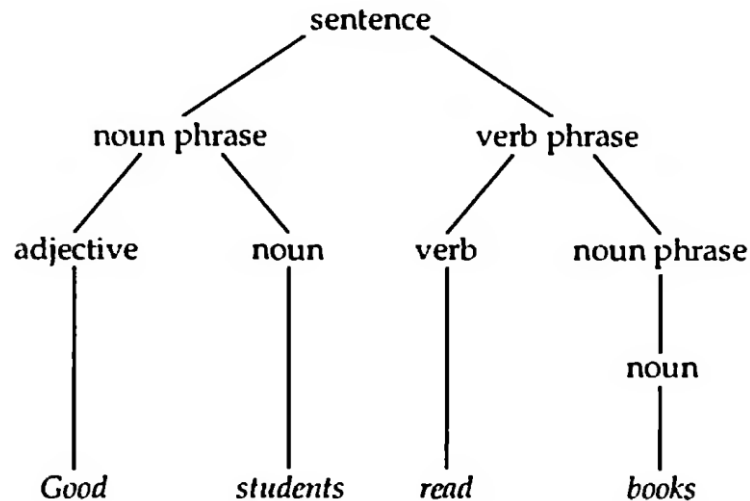 sentence
noun phrase verb phrase
adjective noun verb noun phrase
noun
Good students read books